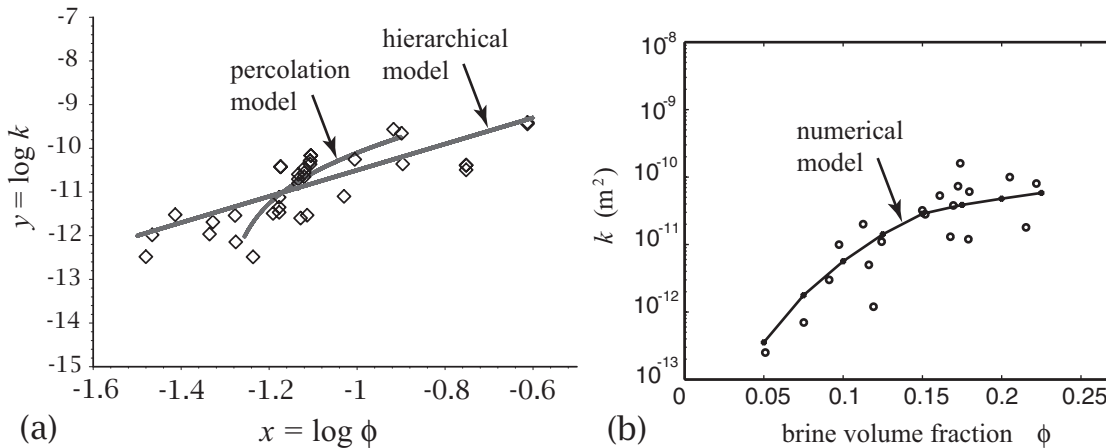 -7
-8
-9
-10
-11
-12
-13
-14
-15
y = log k
-1.6
-1.4
-1.2
-1
-0.8
-0.6
x = log ϕ
(a)
percolation
model
hierarchical
model
10⁻⁸
10⁻⁹
10⁻¹⁰
10⁻¹¹
10⁻¹²
10⁻¹³
k (m²)
0
0.05
0.1
0.15
0.2
0.25
brine volume fraction ϕ
(b)
numerical
model